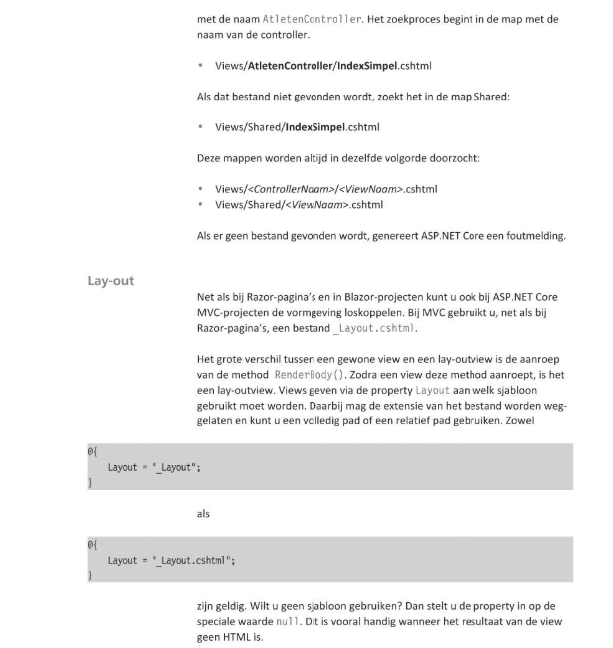 met de naam AtletenController. Het zoekproces begint in de map met de
naam van de controller.
• Views/AtletenController/IndexSimpel.cshtml
Als dat bestand niet gevonden wordt, zoekt het in de map Shared:
• Views/Shared/IndexSimpel.cshtml
Deze mappen worden altijd in dezelfde volgorde doorzocht:
• Views/<ControllerNaam>/<ViewNaam>.cshtml
• Views/Shared/<ViewNaam>.cshtml
Als er geen bestand gevonden wordt, genereert ASP.NET Core een foutmelding.
Lay-out
Net als bij Razor-pagina's en in Blazor-projecten kunt u ook bij ASP.NET Core
MVC-projecten de vormgeving loskoppelen. Bij MVC gebruikt u, net als bij
Razor-pagina's, een bestand _Layout.cshtml.
Het grote verschil tussen een gewone view en een lay-outview is de aanroep
van de method RenderBody(). Zodra een view deze method aanroept, is het
een lay-outview. Views geven via de property Layout aan welk sjabloon
gebruikt moet worden. Daarbij mag de extensie van het bestand worden weg-
gelaten en kunt u een volledig pad of een relatief pad gebruiken. Zowel
@{
Layout = "_Layout";
}
als
@{
Layout = "_Layout.cshtml";
}
zijn geldig. Wilt u geen sjabloon gebruiken? Dan stelt u de property in op de
speciale waarde null. Dit is vooral handig wanneer het resultaat van de view
geen HTML is.